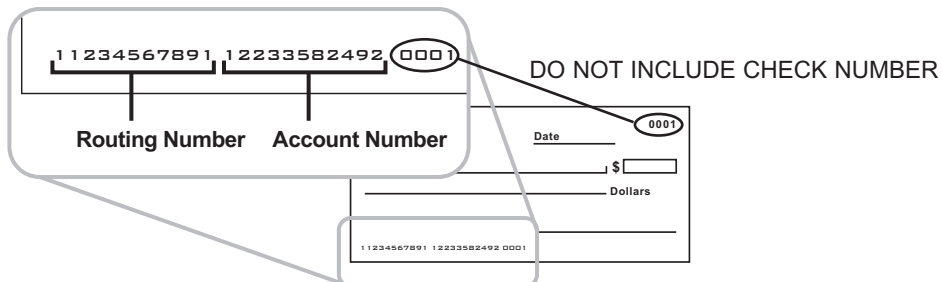 11234567891 12233582492 0001
DO NOT INCLUDE CHECK NUMBER
Routing Number Account Number
0001
Date
$
Dollars
11234567891 12233582492 0001